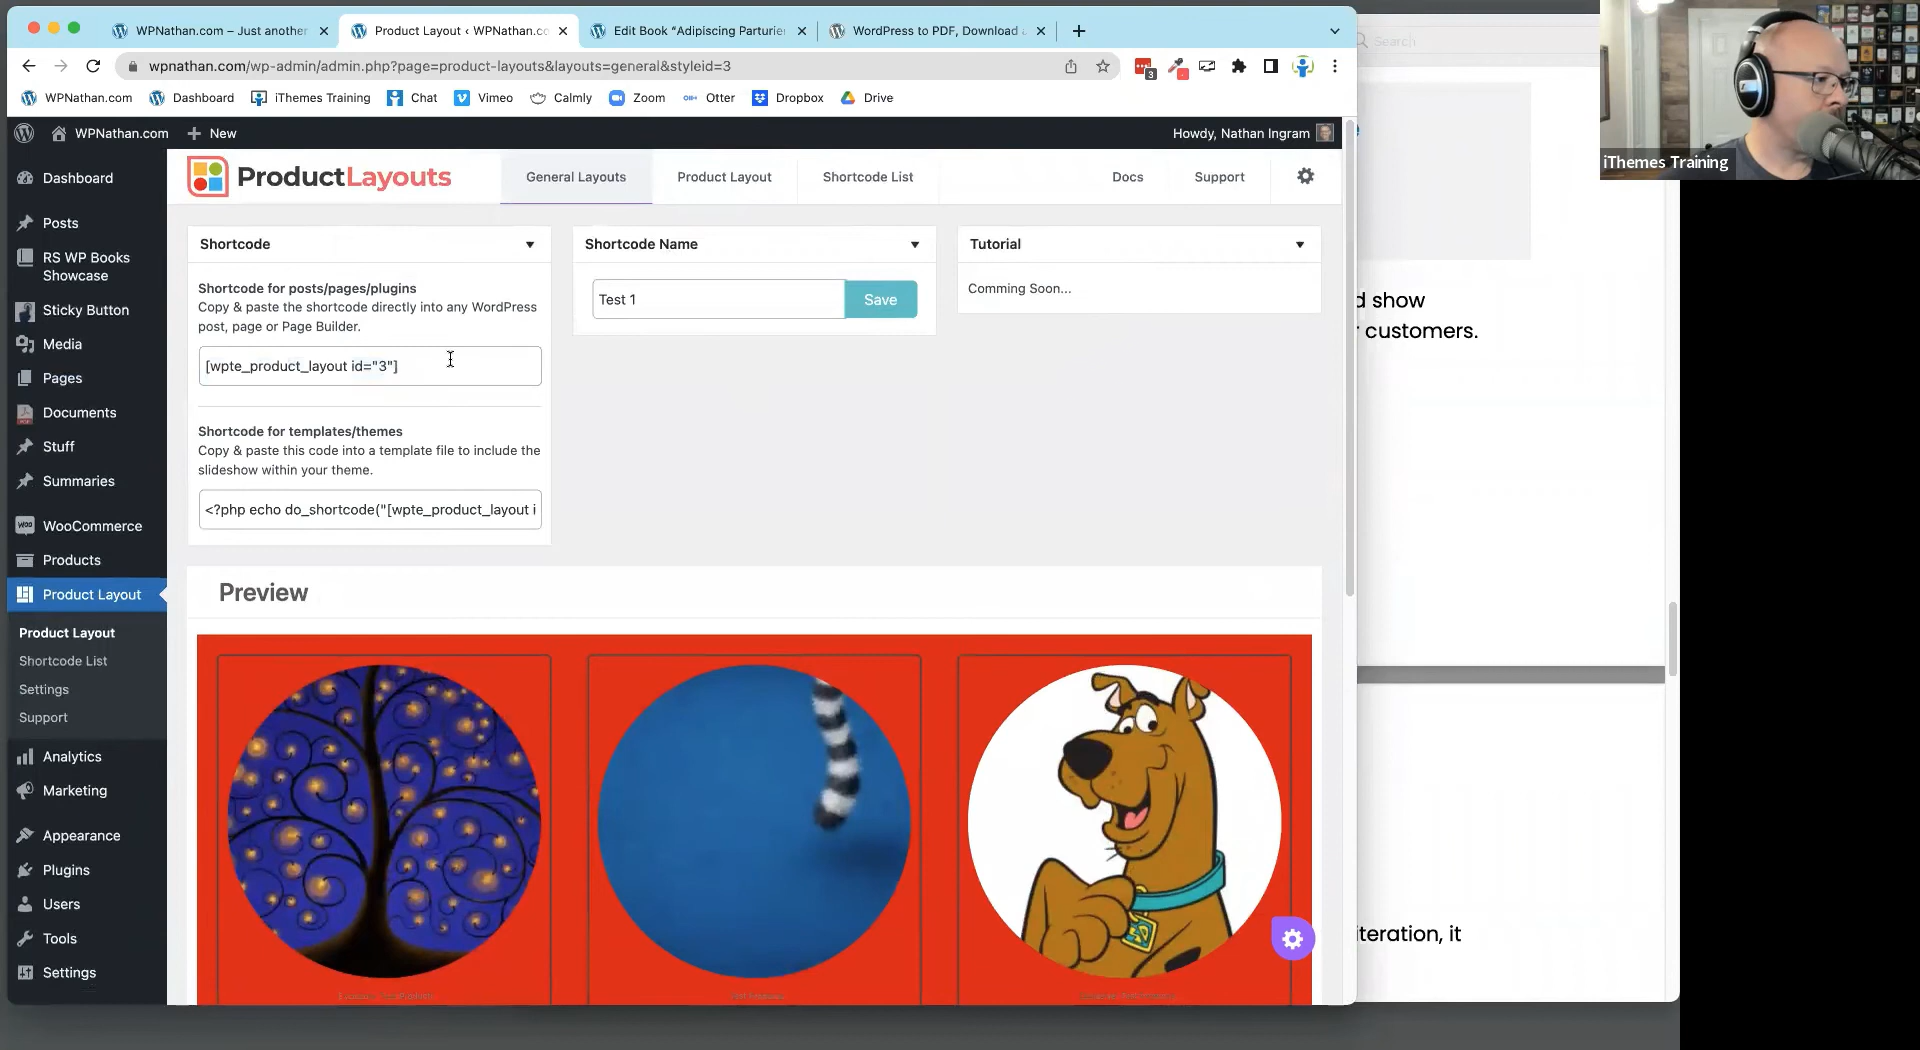 WPNathan.com – Just another
Product Layout ‹ WPNathan.co
Edit Book “Adipiscing Parturie
WordPress to PDF, Download a
wpnathan.com/wp-admin/admin.php?page=product-layouts&layouts=general&styleid=3
3
WPNathan.com
Dashboard
iThemes Training
Chat
Vimeo
Calmly
Zoom
Otter
Dropbox
Drive
WPNathan.com
New
Howdy, Nathan Ingram
Dashboard
Posts
RS WP Books
Showcase
Sticky Button
Media
Pages
Documents
Stuff
Summaries
WooCommerce
Products
Product Layout
Product Layout
Shortcode List
Settings
Support
Analytics
Marketing
Appearance
Plugins
Users
Tools
Settings
ProductLayouts
General Layouts
Product Layout
Shortcode List
Docs
Support
Shortcode
Shortcode for posts/pages/plugins
Copy & paste the shortcode directly into any WordPress
post, page or Page Builder.
[wpte_product_layout id="3"]
Shortcode for templates/themes
Copy & paste this code into a template file to include the
slideshow within your theme.
<?php echo do_shortcode("[wpte_product_layout i
Shortcode Name
Test 1
Save
Tutorial
Comming Soon...
Preview
SD
Search
d show
customers.
iteration, it
iThemes Training